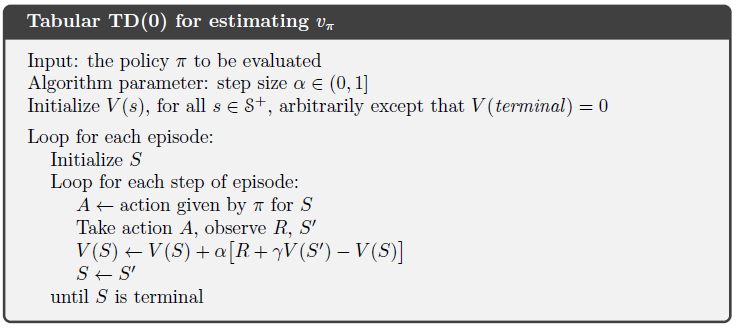 Tabular TD(0) for estimating vπ
Input: the policy π to be evaluated
Algorithm parameter: step size α ∈ (0, 1]
Initialize V(s), for all s ∈ 𝒮⁺, arbitrarily except that V(terminal) = 0
Loop for each episode:
Initialize S
Loop for each step of episode:
A ← action given by π for S
Take action A, observe R, S′
V(S) ← V(S) + α[R + γV(S′) − V(S)]
S ← S′
until S is terminal